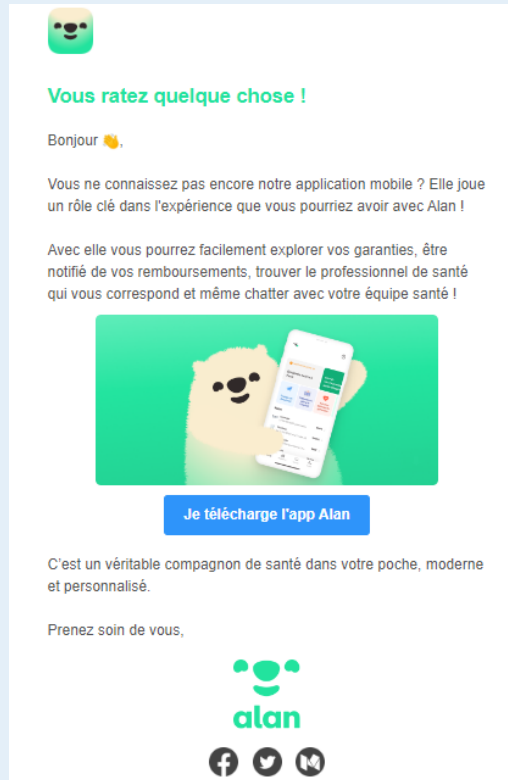 Vous ratez quelque chose !
Bonjour 👏,
Vous ne connaissez pas encore notre application mobile ? Elle joue
un rôle clé dans l'expérience que vous pourriez avoir avec Alan !
Avec elle vous pourrez facilement explorer vos garanties, être
notifié de vos remboursements, trouver le professionnel de santé
qui vous correspond et même chatter avec votre équipe santé !
Je télécharge l'app Alan
C'est un véritable compagnon de santé dans votre poche, moderne
et personnalisé.
Prenez soin de vous,
alan